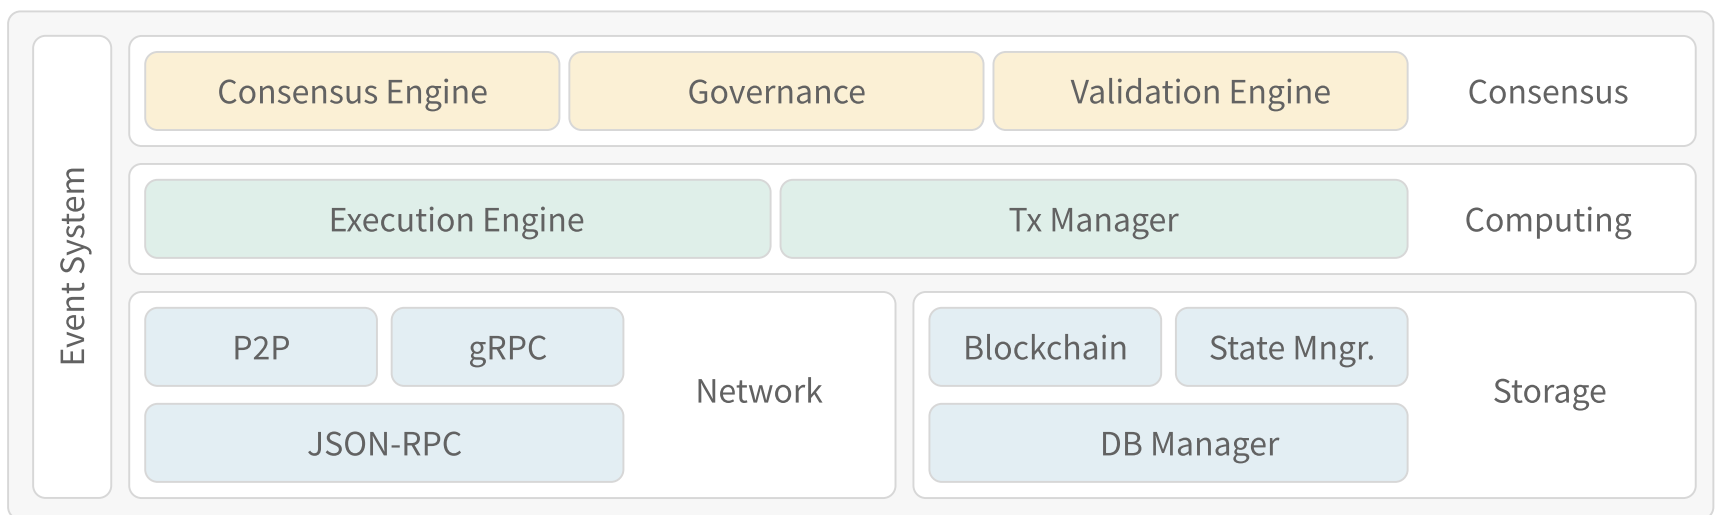 Event System
Consensus Engine
Governance
Validation Engine
Consensus
Execution Engine
Tx Manager
Computing
P2P
gRPC
JSON-RPC
Network
Blockchain
State Mngr.
DB Manager
Storage